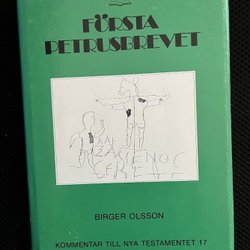 FÖRSTA
PETRUSBREVET
BIRGER OLSSON
KOMMENTAR TILL NYA TESTAMENTET 17